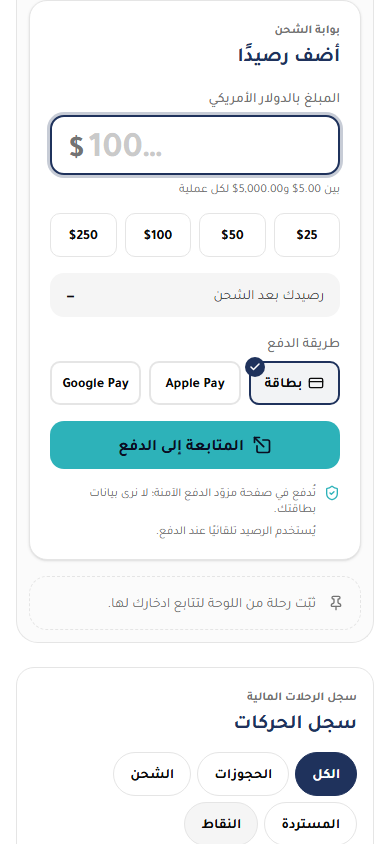 بوابة الشحن
أضف رصيدًا
المبلغ بالدولار الأمريكي
$ 100...
بين 5.00$ و5,000.00$ لكل عملية
$25
$50
$100
$250
رصيدك بعد الشحن –
طريقة الدفع
بطاقة
Apple Pay
Google Pay
المتابعة إلى الدفع
تُدفع في صفحة مزوّد الدفع الآمنة؛ لا نرى بيانات
بطاقتك.
يُستخدم الرصيد تلقائيًا عند الدفع.
ثبّت رحلة من اللوحة لتتابع ادخارك لها.
سجل الرحلات المالية
سجل الحركات
الكل
الحجوزات
الشحن
المستردة
النقاط